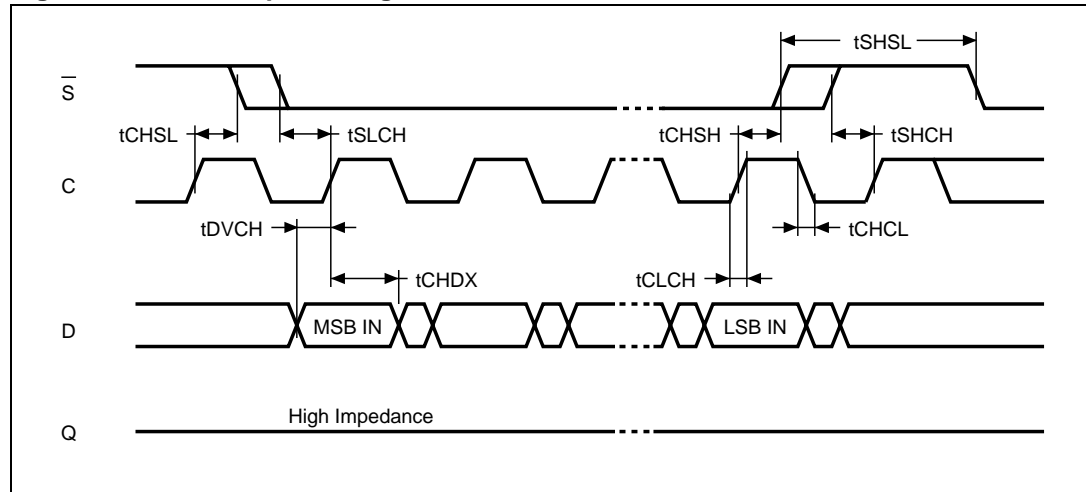 tSHSL
S̅
tCHSL
tSLCH
tCHSH
tSHCH
C
tDVCH
tCHCL
tCHDX
tCLCH
D
MSB IN
LSB IN
High Impedance
Q